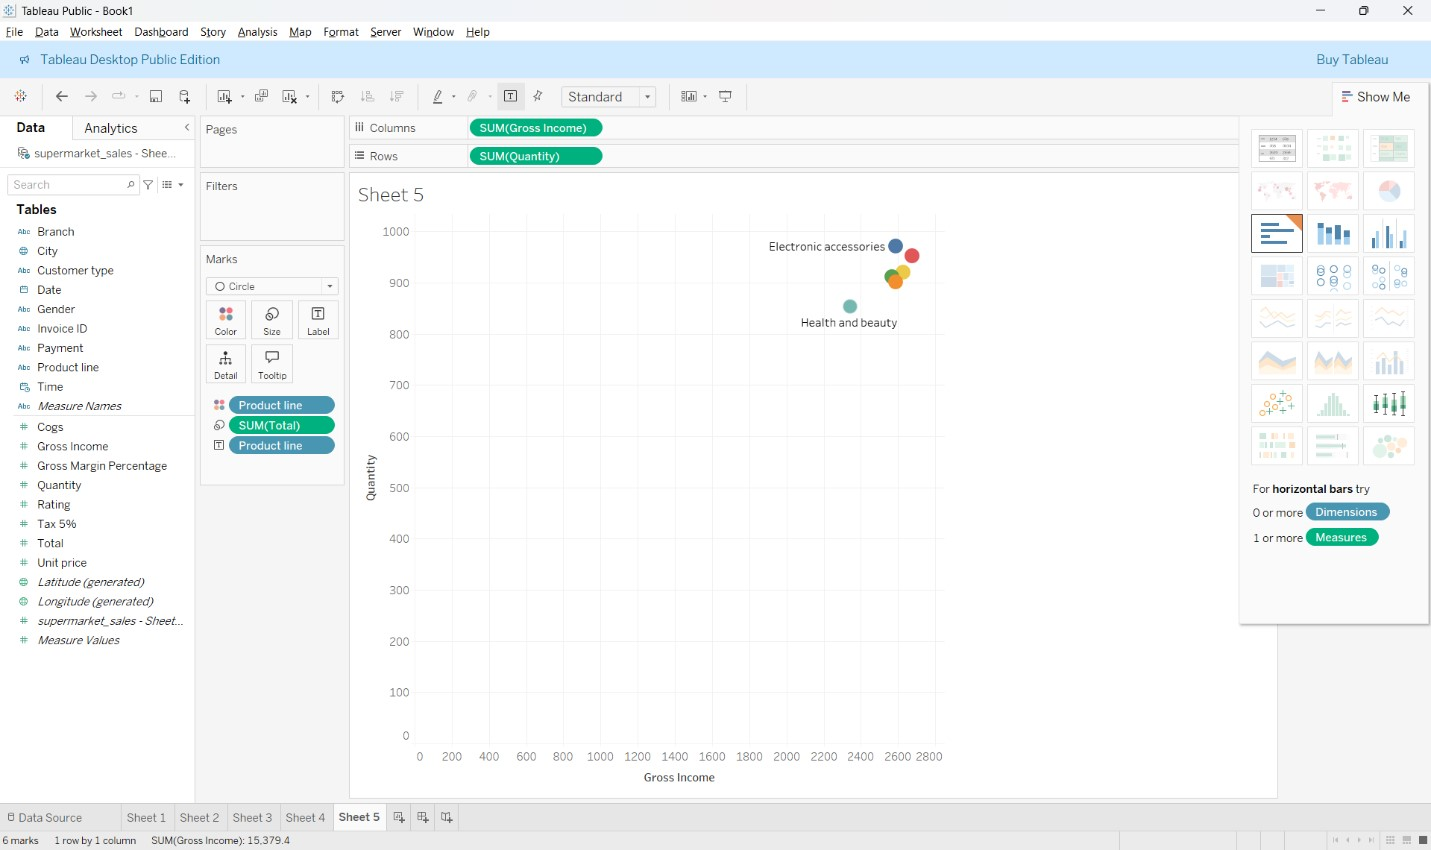 Tableau Public - Book1
File Data Worksheet Dashboard Story Analysis Map Format Server Window Help
Tableau Desktop Public Edition
Buy Tableau
Standard
Show Me
Data
Analytics
supermarket_sales - Shee...
Search
Tables
Abc Branch
City
Abc Customer type
Date
Abc Gender
Abc Invoice ID
Abc Payment
Abc Product line
Time
Abc Measure Names
# Cogs
# Gross Income
# Gross Margin Percentage
# Quantity
# Rating
# Tax 5%
# Total
# Unit price
Latitude (generated)
Longitude (generated)
# supermarket_sales - Sheet...
# Measure Values
Pages
Filters
Marks
Circle
Color
Size
Label
Detail
Tooltip
Product line
SUM(Total)
Product line
Columns
SUM(Gross Income)
Rows
SUM(Quantity)
Sheet 5
1000
900
800
700
600
500
400
300
200
100
0
Quantity
Electronic accessories
Health and beauty
0 200 400 600 800 1000 1200 1400 1600 1800 2000 2200 2400 2600 2800
Gross Income
For horizontal bars try
0 or more Dimensions
1 or more Measures
Data Source
Sheet 1
Sheet 2
Sheet 3
Sheet 4
Sheet 5
6 marks
1 row by 1 column
SUM(Gross Income): 15,379.4